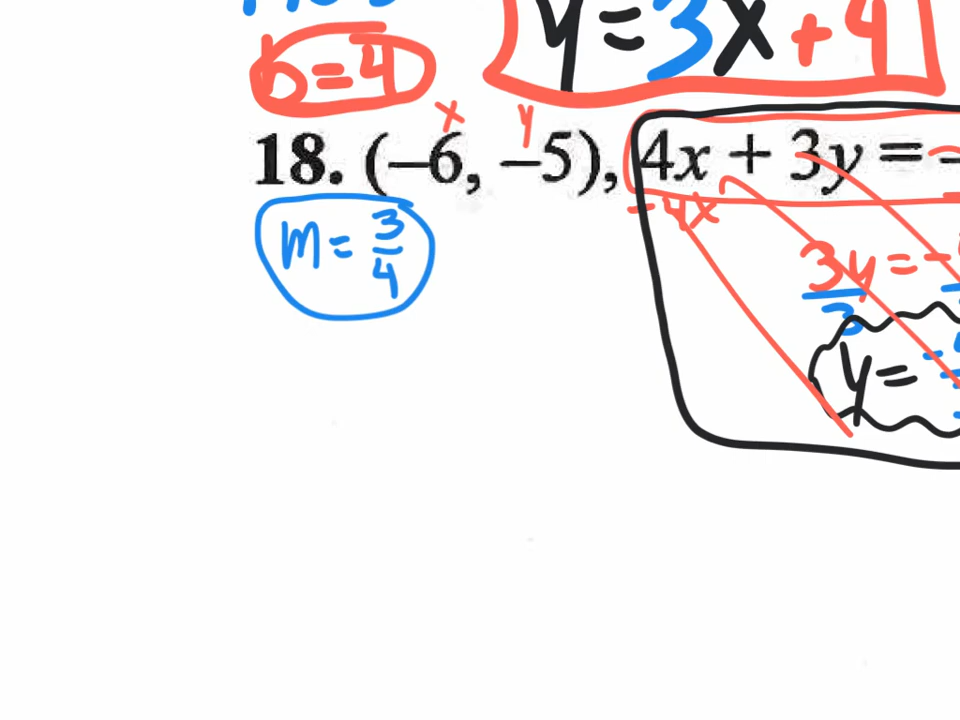 y = 3x + 4
b = 4
x y
18. (–6, –5), 4x + 3y = –
m = 3/4
– 4x
3y = –
3
y = –